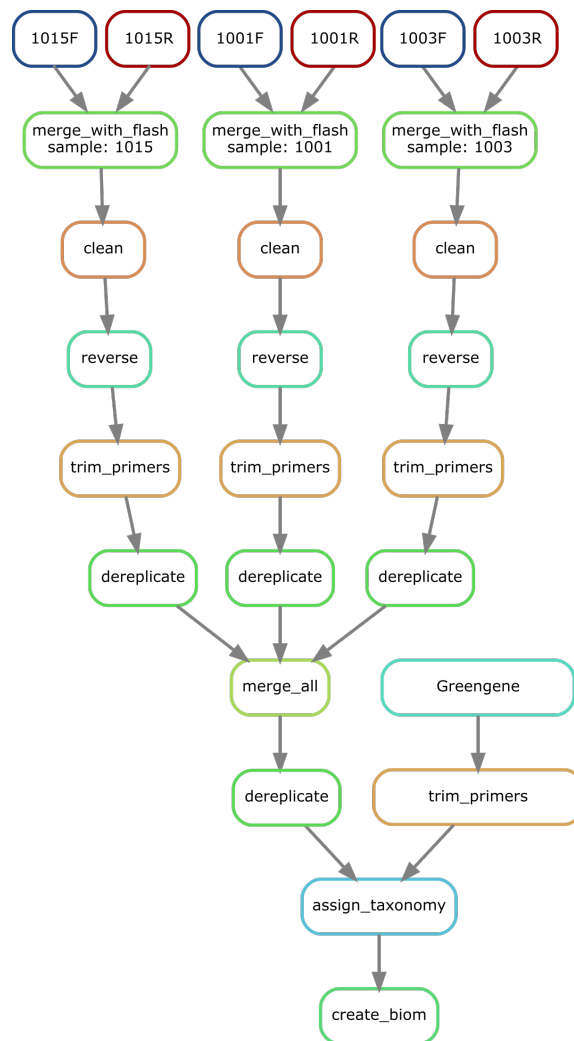 1015F
1015R
1001F
1001R
1003F
1003R
merge_with_flash
sample: 1015
merge_with_flash
sample: 1001
merge_with_flash
sample: 1003
clean
clean
clean
reverse
reverse
reverse
trim_primers
trim_primers
trim_primers
dereplicate
dereplicate
dereplicate
merge_all
Greengene
dereplicate
trim_primers
assign_taxonomy
create_biom